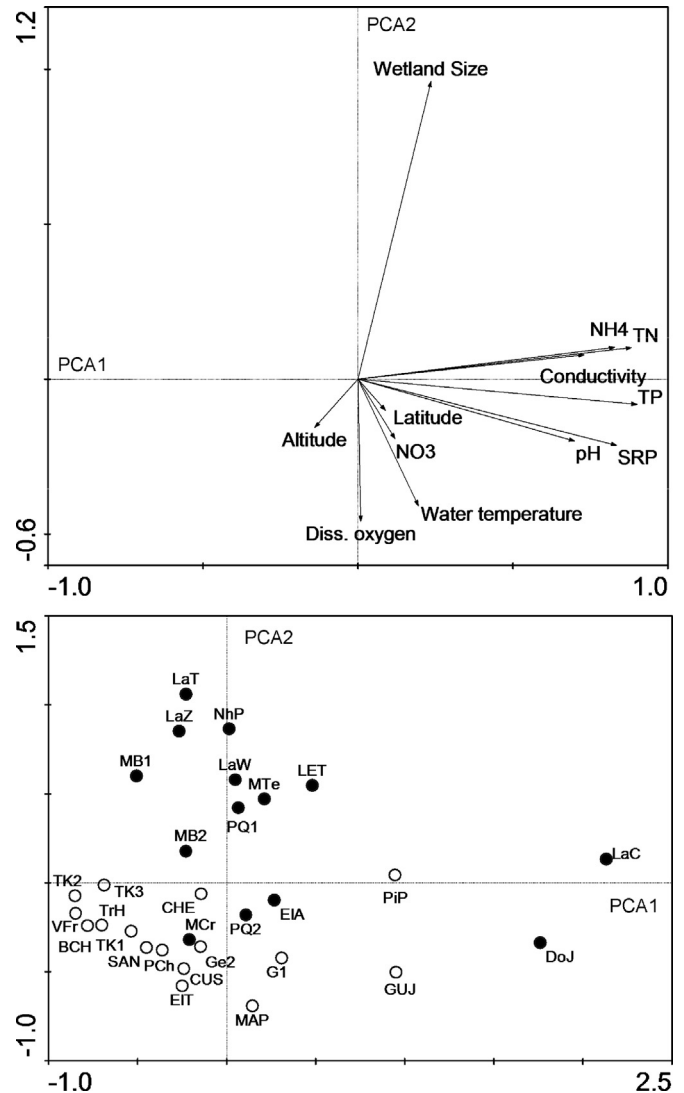 1.2
PCA2
Wetland Size
NH4 TN
PCA1
Conductivity
TP
Latitude
Altitude
NO3
pH SRP
Water temperature
Diss. oxygen
-0.6
-1.0 1.0
1.5
PCA2
LaT
LaZ NhP
MB1 LaW
MTe LET
PQ1
MB2
LaC
TK2 TK3 CHE PiP PCA1
TrH MCr EIA
VFr PQ2
BCH TK1 Ge2 DoJ
SAN PCh CUS G1 GUJ
EIT MAP
-1.0
-1.0 2.5